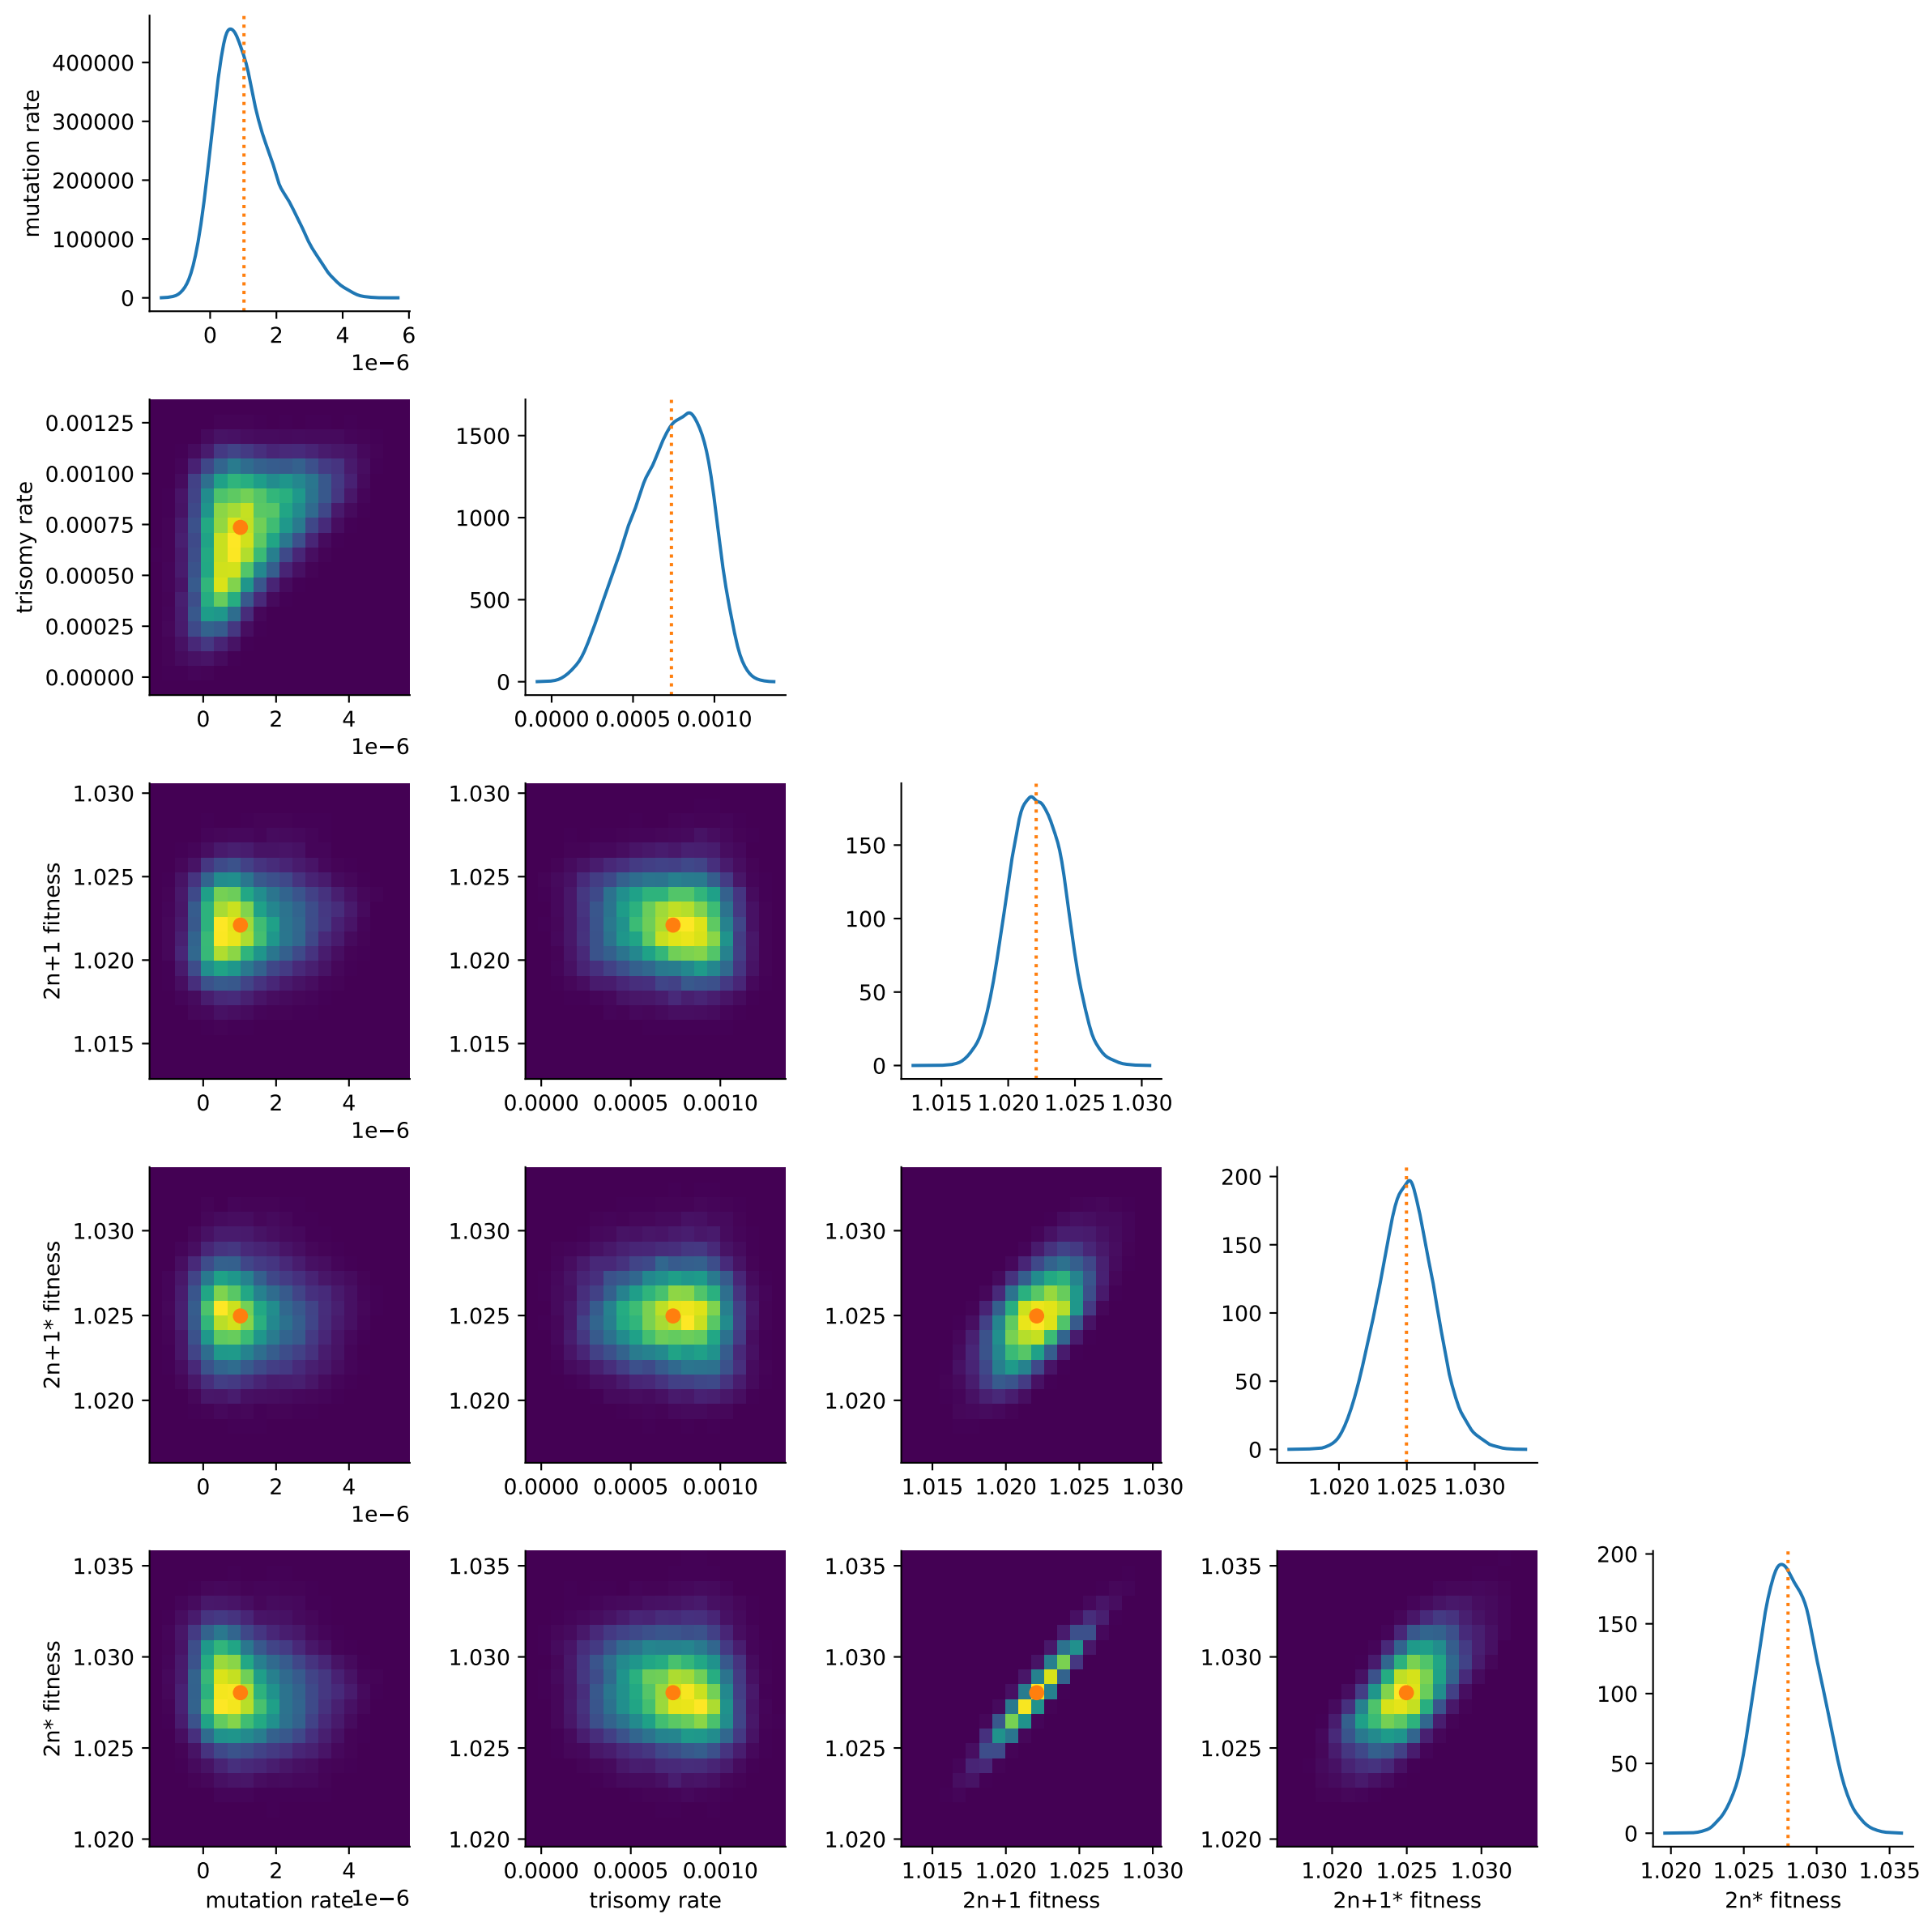 mutation rate
400000
300000
200000
100000
0
0 2 4 6
1e−6
trisomy rate
0.00125
0.00100
0.00075
0.00050
0.00025
0.00000
0 2 4
1e−6
1500
1000
500
0
0.0000 0.0005 0.0010
2n+1 fitness
1.030
1.025
1.020
1.015
0 2 4
1e−6
1.030
1.025
1.020
1.015
0.0000 0.0005 0.0010
150
100
50
0
1.015 1.020 1.025 1.030
2n+1* fitness
1.030
1.025
1.020
0 2 4
1e−6
1.030
1.025
1.020
0.0000 0.0005 0.0010
1.030
1.025
1.020
1.015 1.020 1.025 1.030
200
150
100
50
0
1.020 1.025 1.030
2n* fitness
1.035
1.030
1.025
1.020
0 2 4
mutation rate
1e−6
1.035
1.030
1.025
1.020
0.0000 0.0005 0.0010
trisomy rate
1.035
1.030
1.025
1.020
1.015 1.020 1.025 1.030
2n+1 fitness
1.035
1.030
1.025
1.020
1.020 1.025 1.030
2n+1* fitness
200
150
100
50
0
1.020 1.025 1.030 1.035
2n* fitness